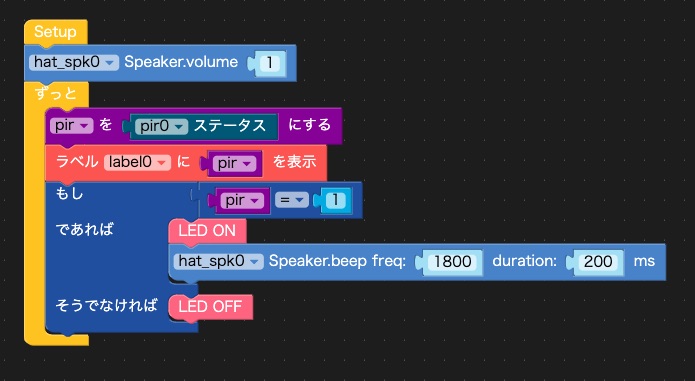 Setup
hat_spk0 Speaker.volume 1
ずっと
pir を pir0 ステータス にする
ラベル label0 に pir を表示
もし pir = 1
であれば LED ON
hat_spk0 Speaker.beep freq: 1800 duration: 200 ms
そうでなければ LED OFF